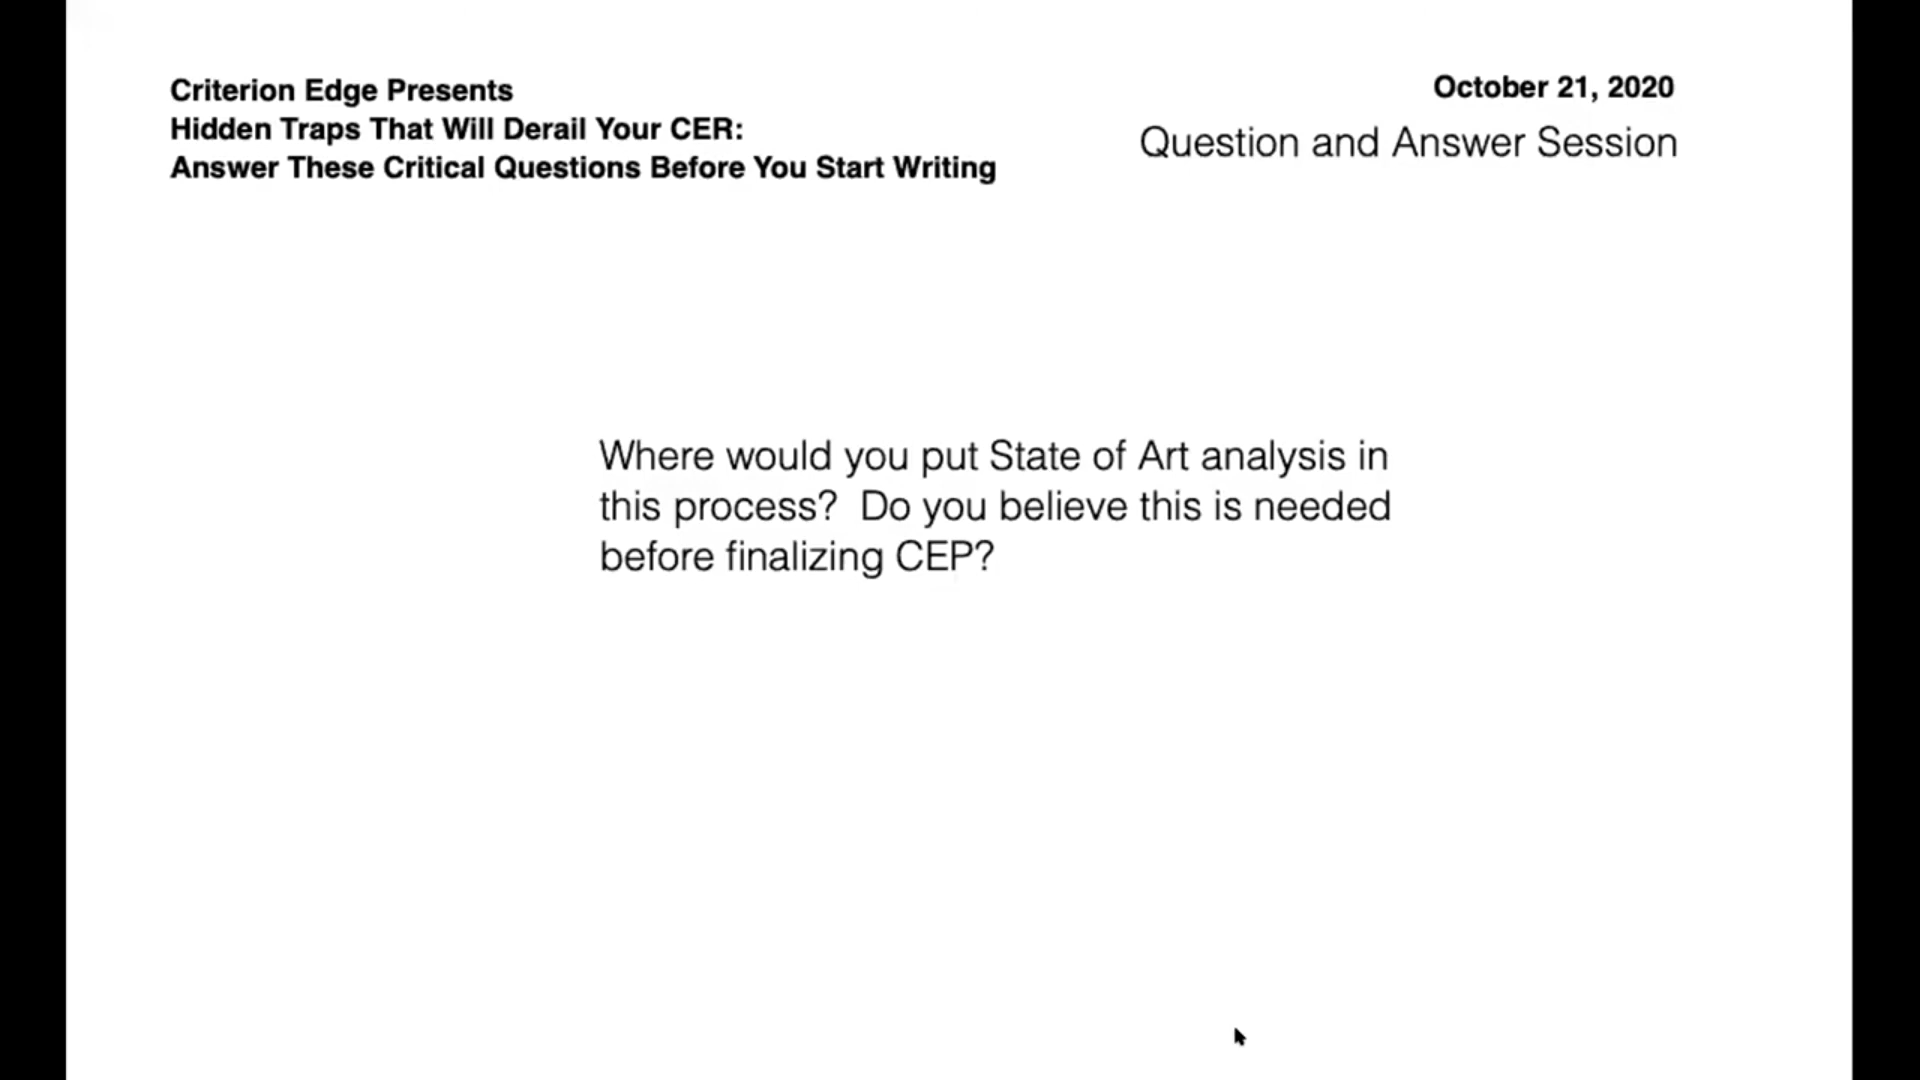 Criterion Edge Presents
Hidden Traps That Will Derail Your CER:
Answer These Critical Questions Before You Start Writing
October 21, 2020
Question and Answer Session
Where would you put State of Art analysis in
this process?  Do you believe this is needed
before finalizing CEP?